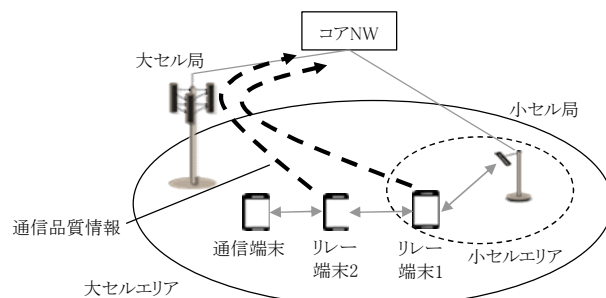 コアNW
大セル局
小セル局
通信品質情報
通信端末
リレー
端末2
リレー
端末1
小セルエリア
大セルエリア